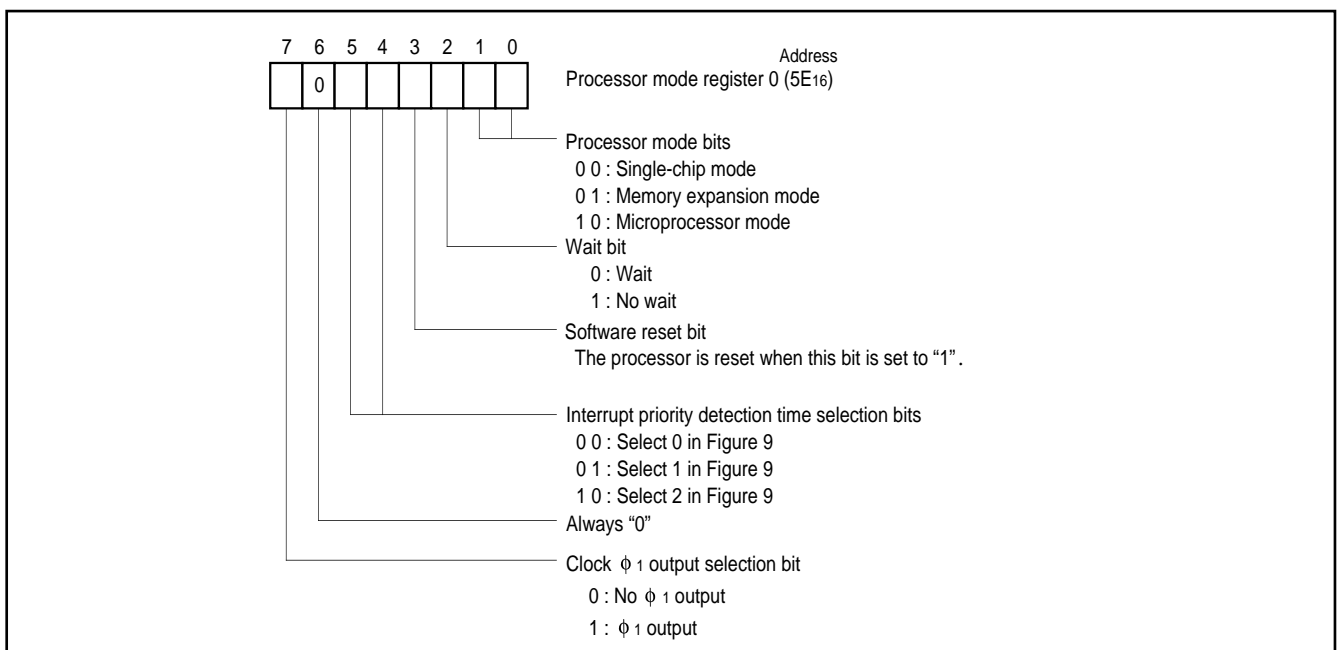 7 6 5 4 3 2 1 0
0
Address
Processor mode register 0 (5E16)
Processor mode bits
0 0 : Single-chip mode
0 1 : Memory expansion mode
1 0 : Microprocessor mode
Wait bit
0 : Wait
1 : No wait
Software reset bit
The processor is reset when this bit is set to “1”.
Interrupt priority detection time selection bits
0 0 : Select 0 in Figure 9
0 1 : Select 1 in Figure 9
1 0 : Select 2 in Figure 9
Always “0”
Clock ϕ 1 output selection bit
0 : No ϕ 1 output
1 : ϕ 1 output